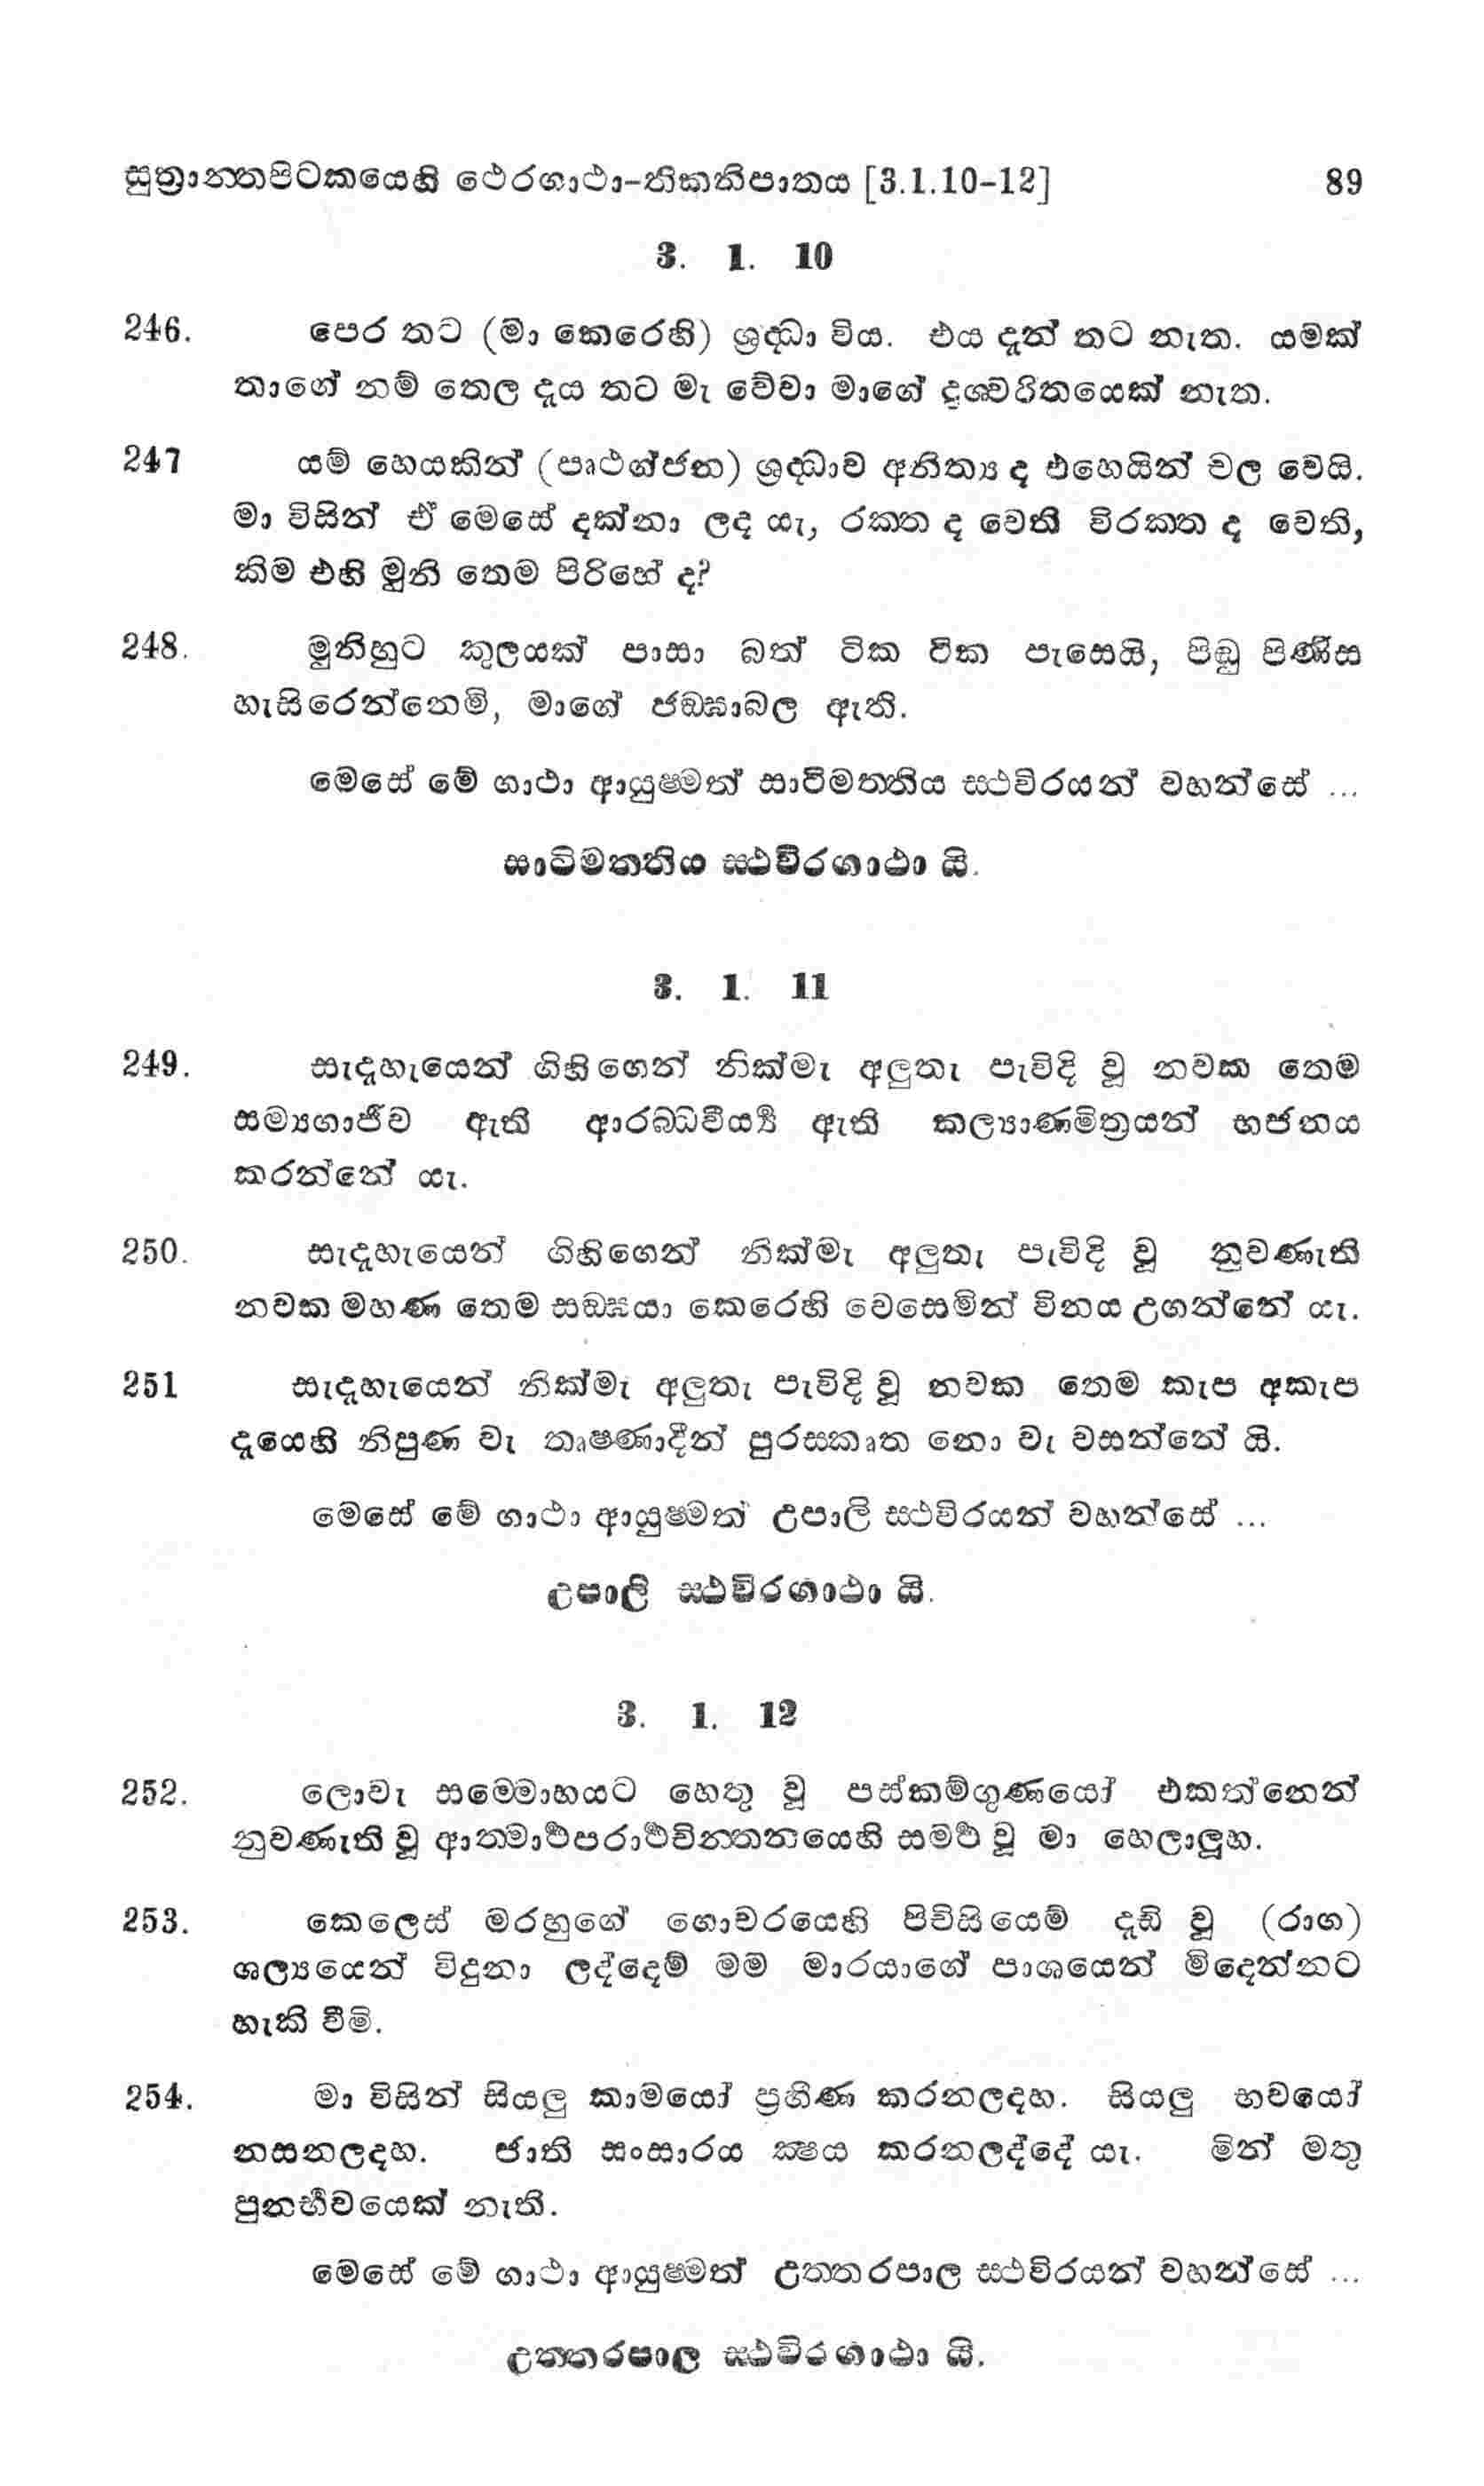 සුත්‍රාන්තපිටකයෙහි ථෙරගාථා-තිකනිපාතය [3.1.10-12] 89
3. 1. 10
246. පෙර තට (මා කෙරෙහි) ශ්‍රද්ධා විය. එය දැන් තට නැත. යමක්
තාගේ නම් තෙල දැය තට මැ වේවා මාගේ දුශ්චරිතයෙක් නැත.
247 යම් හෙයකින් (පෘථග්ජන) ශ්‍රද්ධාව අනිත්‍ය ද එහෙයින් චල වෙයි.
මා විසින් ඒ මෙසේ දක්නා ලද යැ, රක්ත ද වෙති විරක්ත ද වෙති,
කිම එහි මුනි තෙම පිරිහේ ද?
248. මුනිහුට කුලයක් පාසා බත් ටික ටික පැසෙයි, පිඬු පිණිස
හැසිරෙන්නෙමි, මාගේ ජඞ්ඝාබල ඇති.
මෙසේ මේ ගාථා ආයුෂ්මත් සාටිමත්තිය ස්ථවිරයන් වහන්සේ ...
සාටිමත්තිය ස්ථවිරගාථා යි.
3. 1. 11
249. සැදැහැයෙන් ගිහිගෙන් නික්මැ අලුතැ පැවිදි වූ නවක තෙම
සම්‍යගාජීව ඇති ආරබ්ධවීර්‍ය්‍ය ඇති කල්‍යාණමිත්‍රයන් භජනය
කරන්නේ යැ.
250. සැදැහැයෙන් ගිහිගෙන් නික්මැ අලුතැ පැවිදි වූ නුවණැති
නවක මහණ තෙම සඞ්ඝයා කෙරෙහි වෙසෙමින් විනය උගන්නේ යැ.
251 සැදැහැයෙන් නික්මැ අලුතැ පැවිදි වූ නවක තෙම කැප අකැප
දැයෙහි නිපුණ වැ තෘෂ්ණාදීන් පුරස්කෘත නො වැ වසන්නේ යි.
මෙසේ මේ ගාථා ආයුෂ්මත් උපාලි ස්ථවිරයන් වහන්සේ ...
උපාලි ස්ථවිරගාථා යි.
3. 1. 12
252. ලොවැ සම්මොහයට හෙතු වූ පස්කම්ගුණයෝ එකත්නෙන්
නුවණැති වූ ආත්මාර්‍ථපරාර්‍ථචින්තනයෙහි සමර්‍ථ වූ මා හෙලාලූහ.
253. කෙලෙස් මරහුගේ ගොචරයෙහි පිවිසියෙම් දැඩි වූ (රාග)
ශල්‍යයෙන් විදුනා ලද්දෙම් මම මාරයාගේ පාශයෙන් මිදෙන්නට
හැකි වීමි.
254. මා විසින් සියලු කාමයෝ ප්‍රහීණ කරනලදහ. සියලු භවයෝ
නසනලදහ. ජාති සංසාරය ක්‍ෂය කරනලද්දේ යැ. මින් මතු
පුනර්‍භවයෙක් නැති.
මෙසේ මේ ගාථා ආයුෂ්මත් උත්තරපාල ස්ථවිරයන් වහන්සේ ...
උත්තරපාල ස්ථවිරගාථා යි.